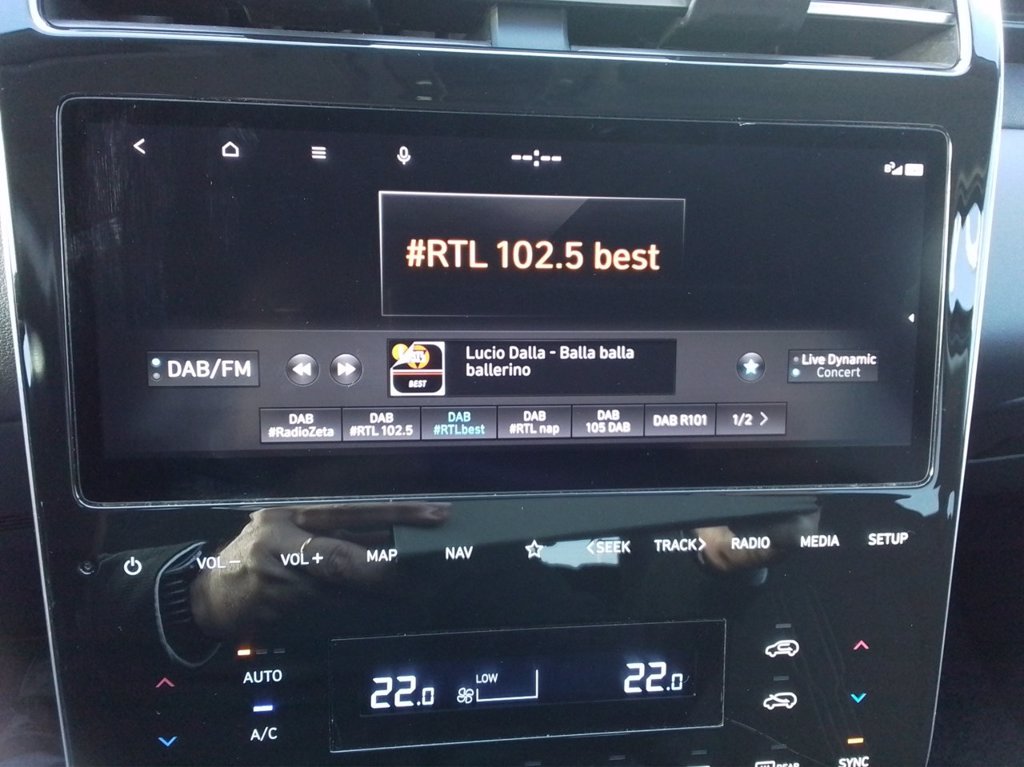 --:--
#RTL 102.5 best
DAB/FM
BEST
Lucio Dalla - Balla balla
ballerino
Live Dynamic
Concert
DAB
#RadioZeta
DAB
#RTL 102.5
DAB
#RTLbest
DAB
#RTL nap
DAB
105 DAB
DAB R101
1/2 >
VOL -
VOL +
MAP
NAV
<SEEK
TRACK>
RADIO
MEDIA
SETUP
AUTO
A/C
22.0
LOW
22.0
REAR
SYNC